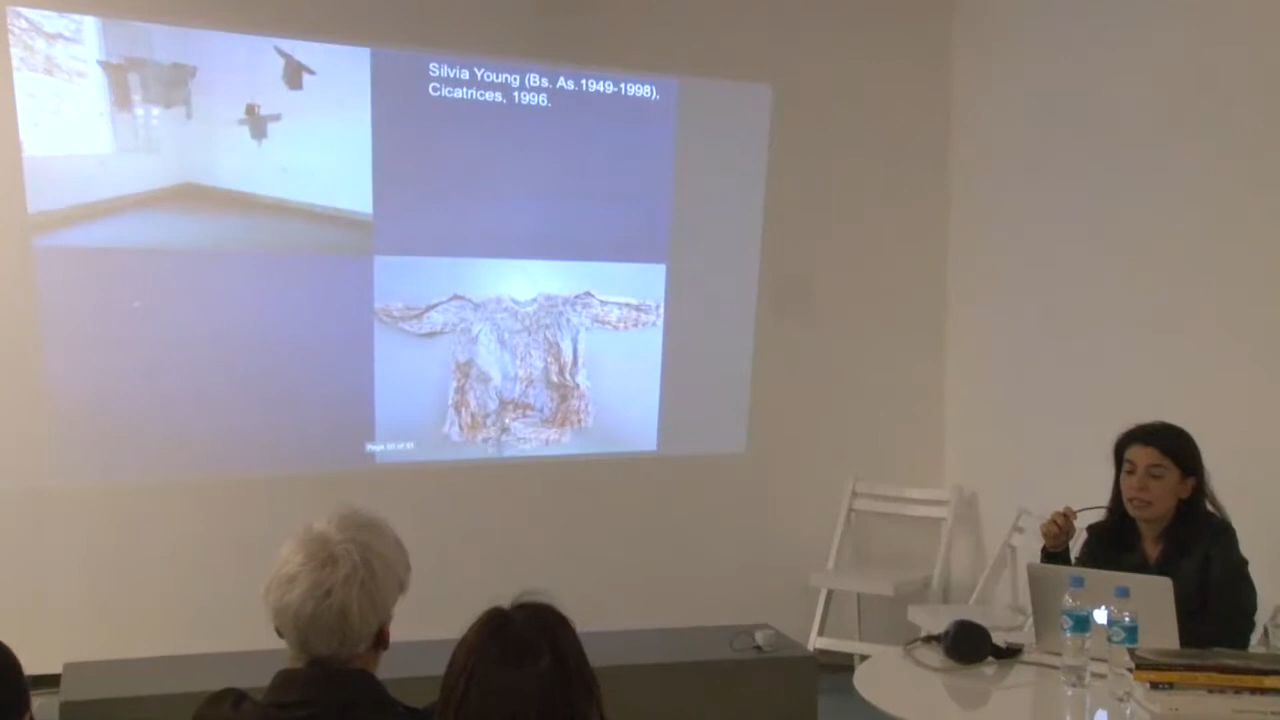 Silvia Young (Bs. As.1949-1998),
Cicatrices, 1996.